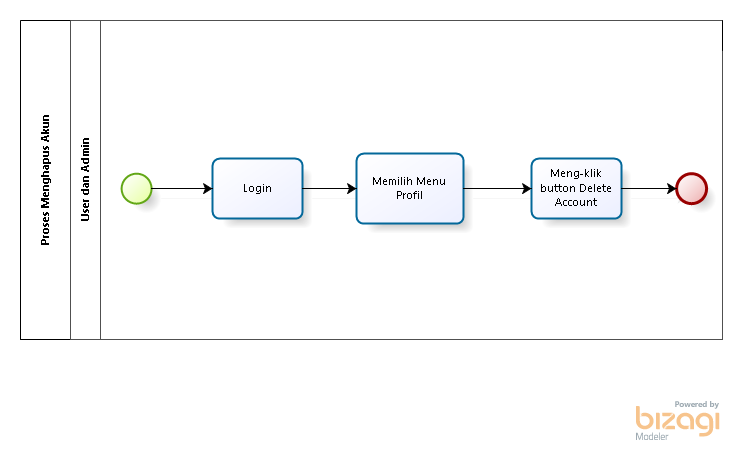 Proses Menghapus Akun
User dan Admin
Login
Memilih Menu
Profil
Meng-klik
button Delete
Account
Powered by
bizagi
Modeler